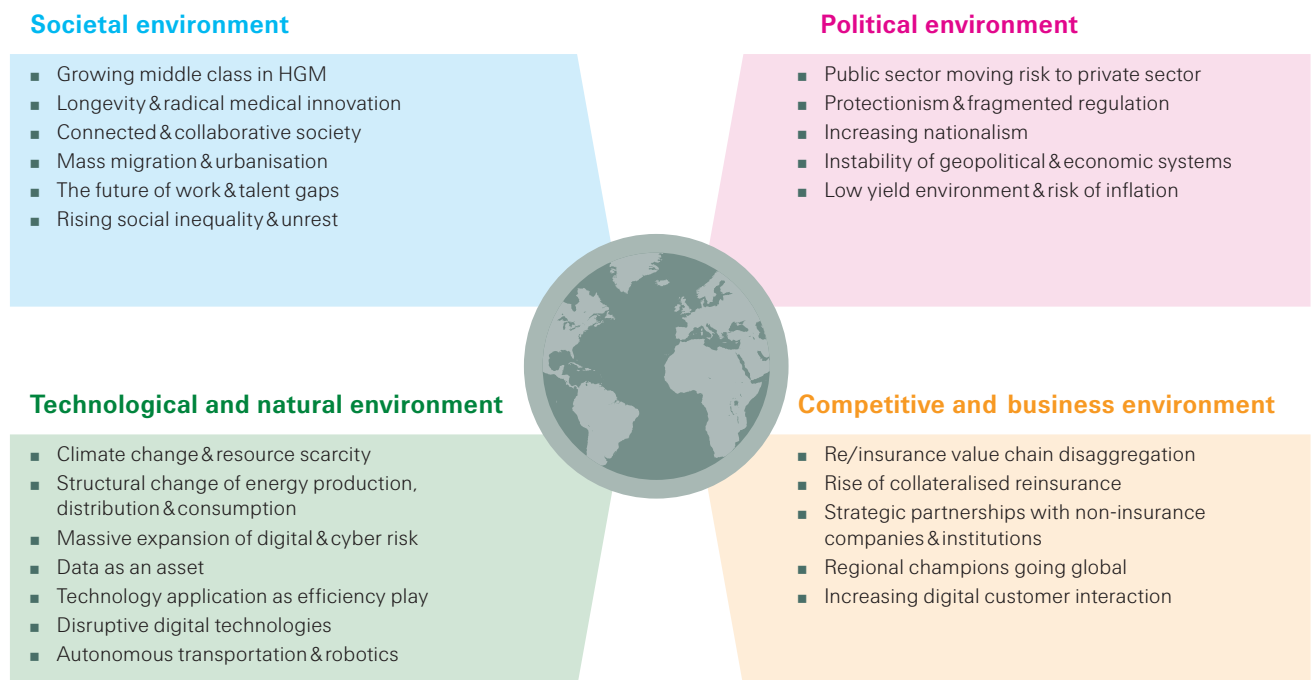 Societal environment
Growing middle class in HGM
Longevity & radical medical innovation
Connected & collaborative society
Mass migration & urbanisation
The future of work & talent gaps
Rising social inequality & unrest
Political environment
Public sector moving risk to private sector
Protectionism & fragmented regulation
Increasing nationalism
Instability of geopolitical & economic systems
Low yield environment & risk of inflation
Technological and natural environment
Climate change & resource scarcity
Structural change of energy production,
distribution & consumption
Massive expansion of digital & cyber risk
Data as an asset
Technology application as efficiency play
Disruptive digital technologies
Autonomous transportation & robotics
Competitive and business environment
Re/insurance value chain disaggregation
Rise of collateralised reinsurance
Strategic partnerships with non-insurance
companies & institutions
Regional champions going global
Increasing digital customer interaction